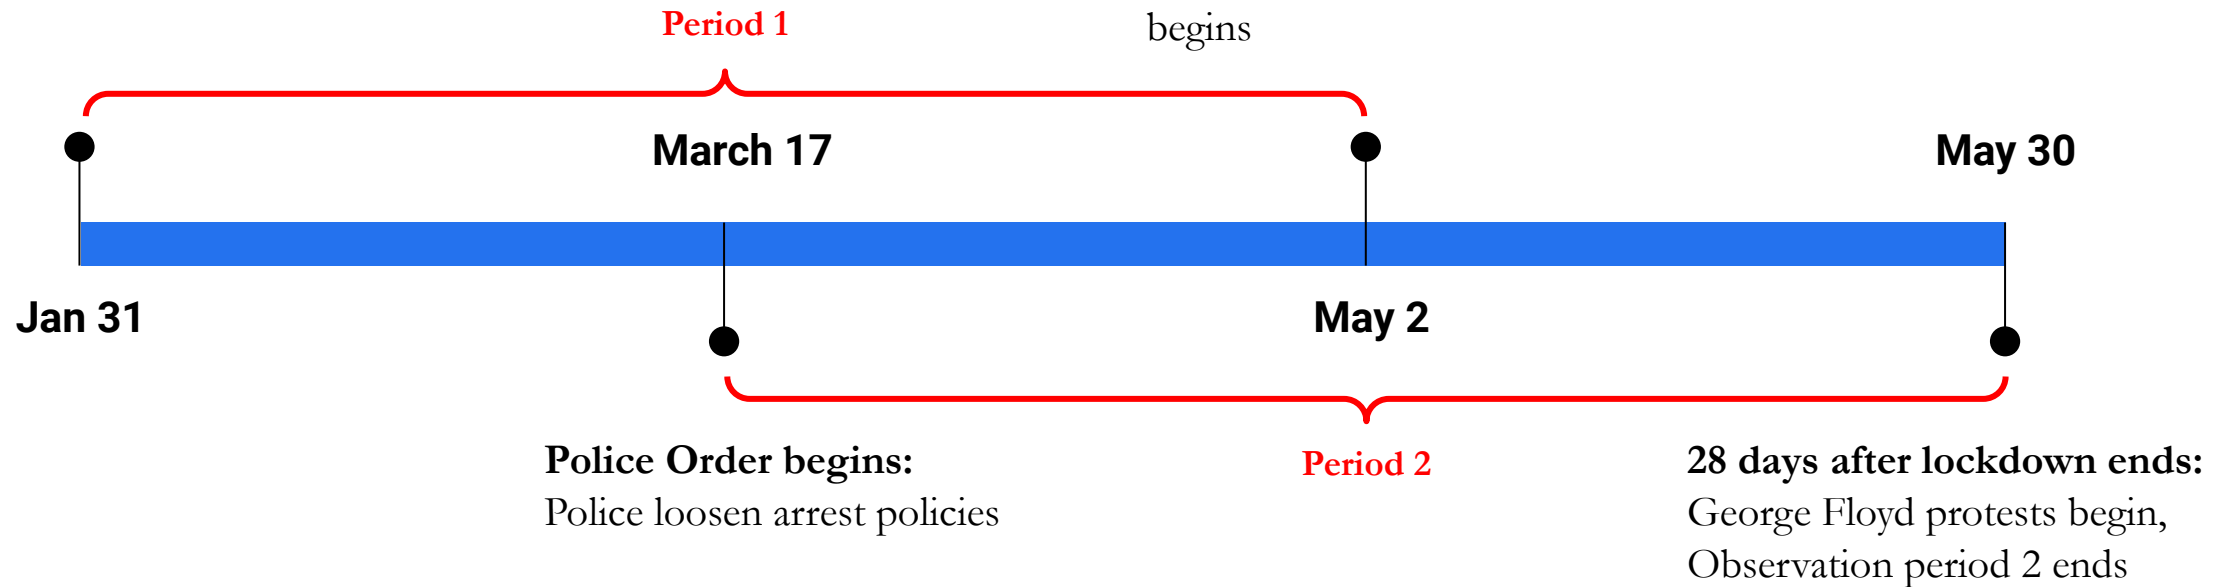 Period 1
begins
March 17
May 30
Jan 31
May 2
Police Order begins:
Police loosen arrest policies
Period 2
28 days after lockdown ends:
George Floyd protests begin,
Observation period 2 ends